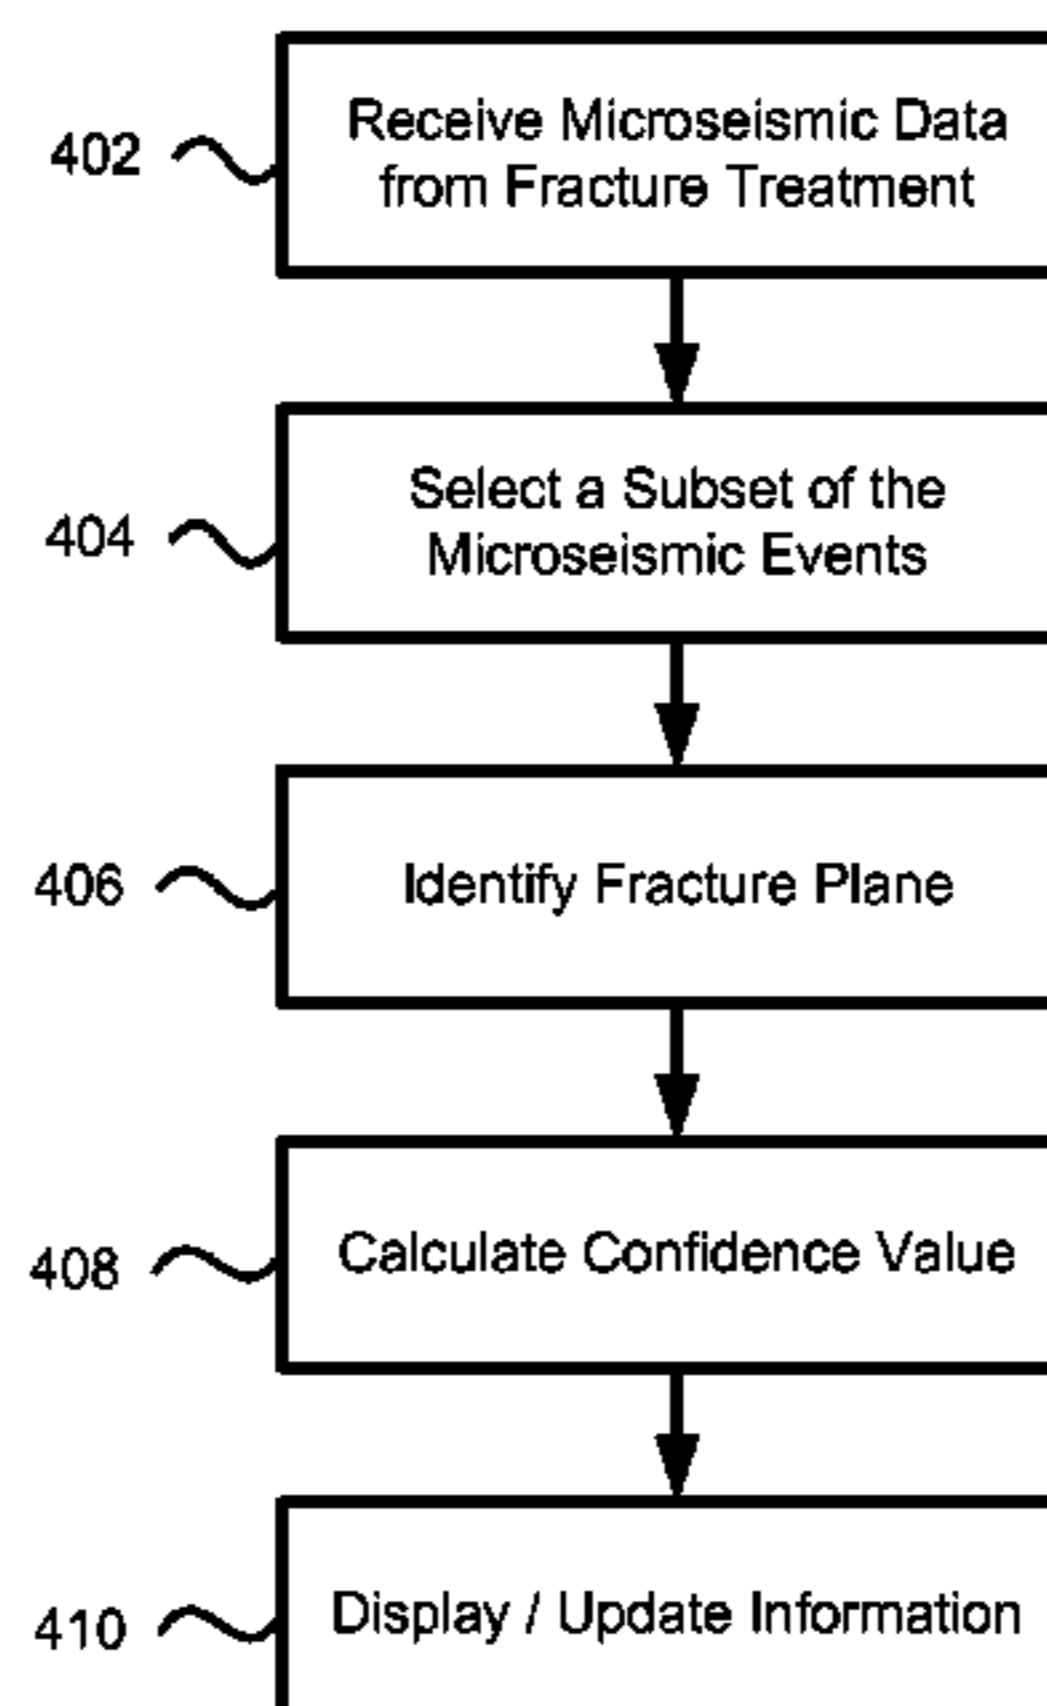 402
Receive Microseismic Data
from Fracture Treatment
404
Select a Subset of the
Microseismic Events
406
Identify Fracture Plane
408
Calculate Confidence Value
410
Display / Update Information